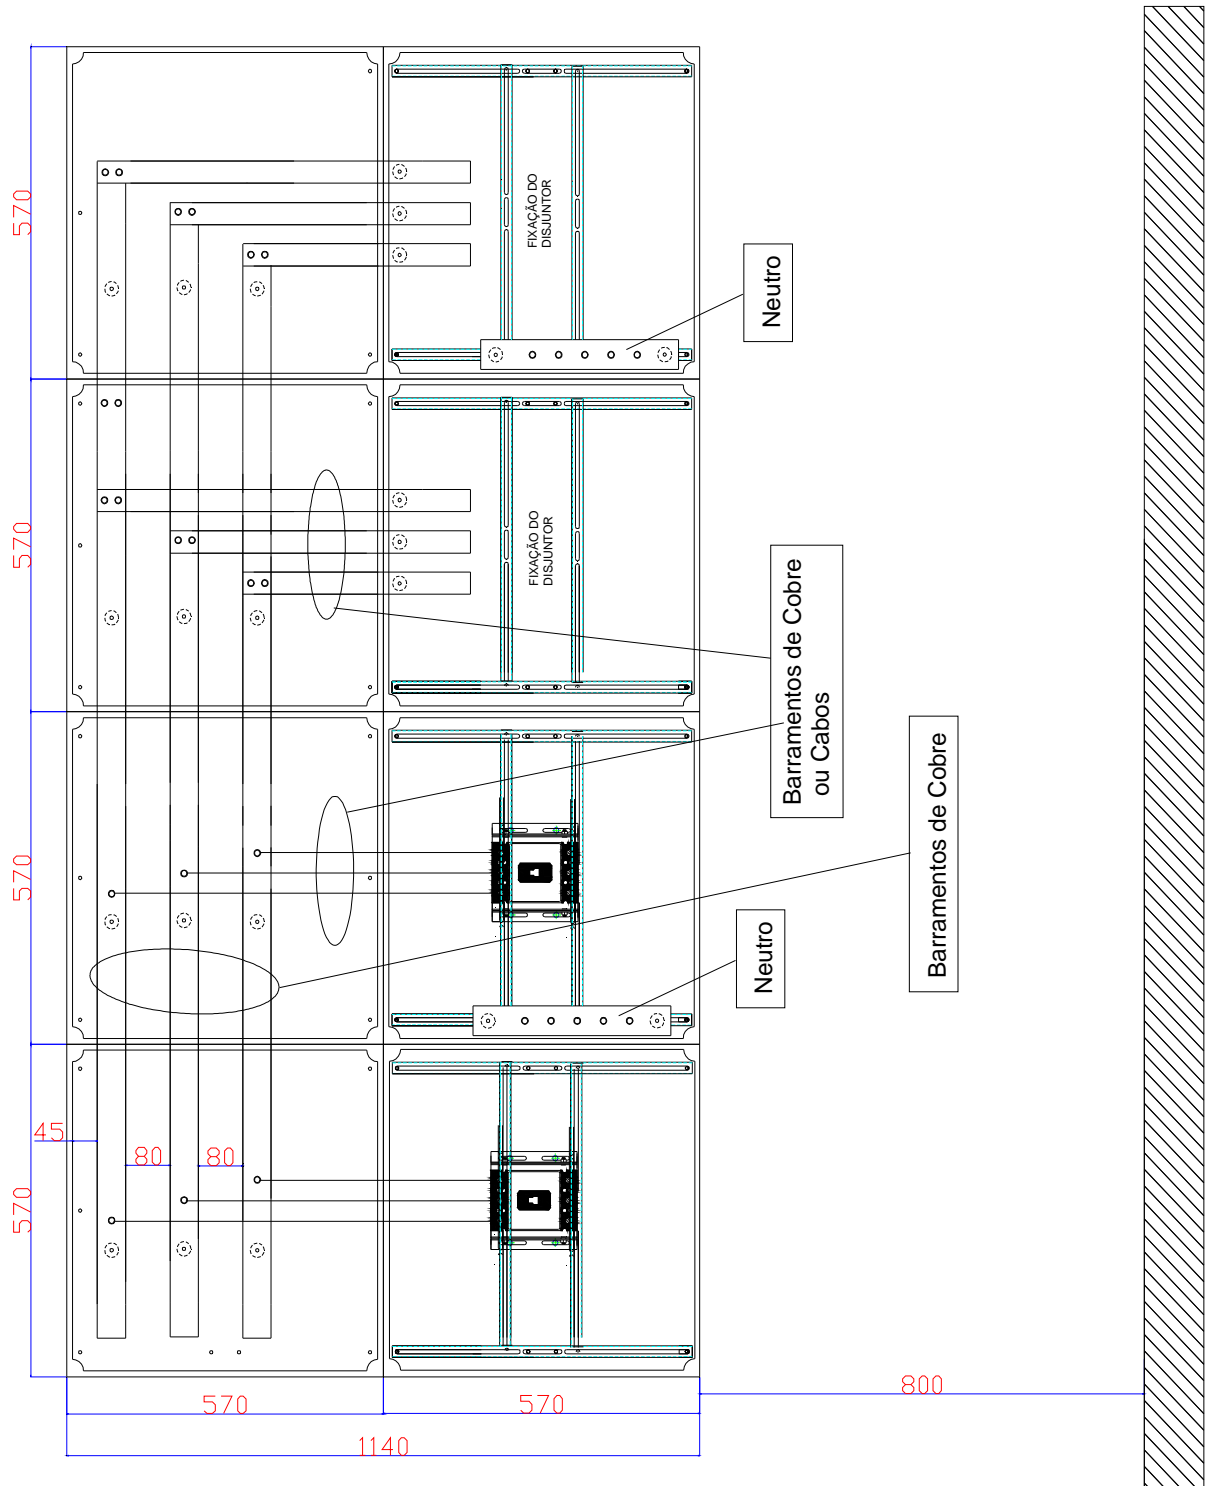 570
FIXAÇÃO DO
DISJUNTOR
Neutro
570
FIXAÇÃO DO
DISJUNTOR
Barramentos de Cobre
ou Cabos
570
Neutro
Barramentos de Cobre
45
80
80
570
570
570
800
1140